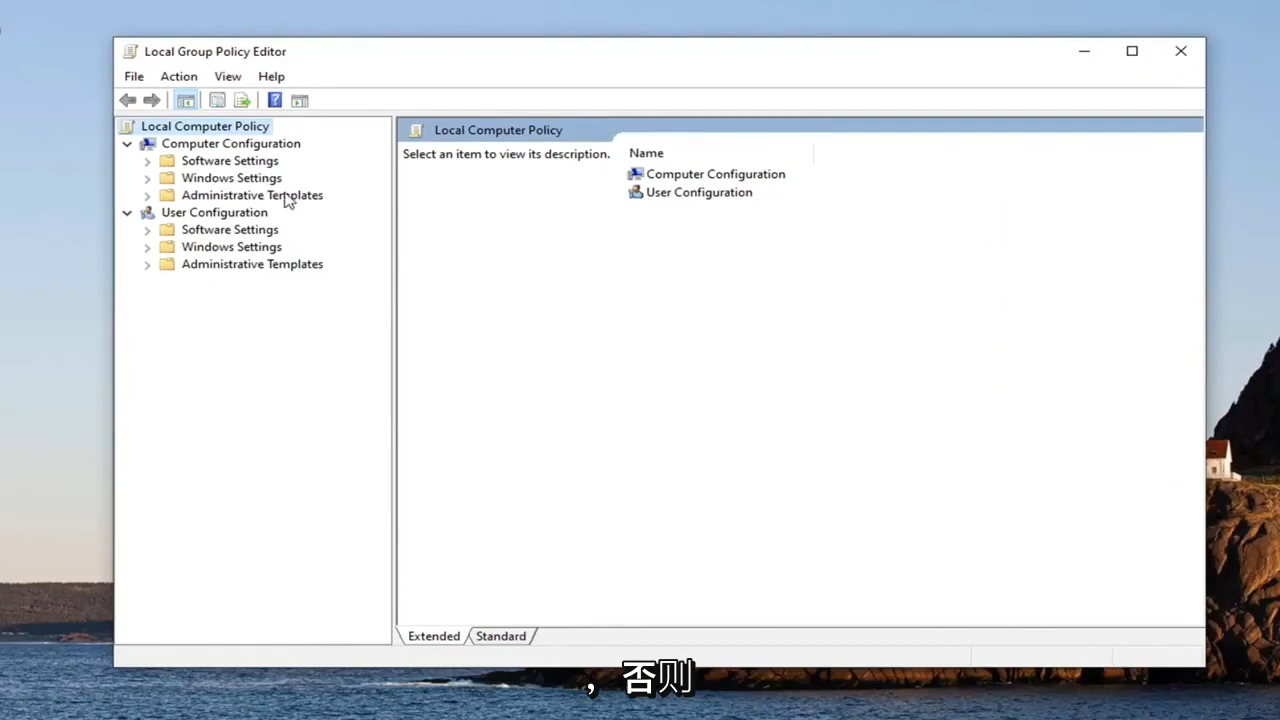 Local Group Policy Editor
File Action View Help
Local Computer Policy
Computer Configuration
Software Settings
Windows Settings
Administrative Templates
User Configuration
Software Settings
Windows Settings
Administrative Templates
Local Computer Policy
Select an item to view its description.
Name
Computer Configuration
User Configuration
Extended Standard
，否则